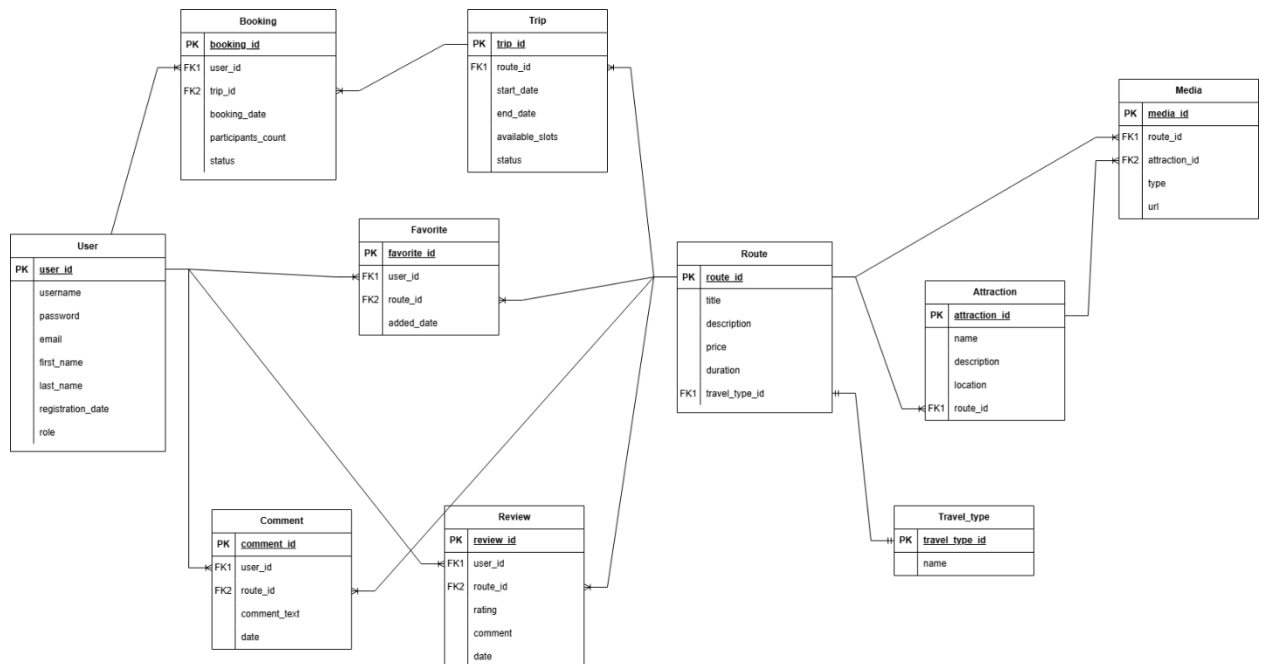 Booking
PK booking_id
FK1 user_id
FK2 trip_id
booking_date
participants_count
status
Trip
PK trip_id
FK1 route_id
start_date
end_date
available_slots
status
Media
PK media_id
FK1 route_id
FK2 attraction_id
type
url
User
PK user_id
username
password
email
first_name
last_name
registration_date
role
Favorite
PK favorite_id
FK1 user_id
FK2 route_id
added_date
Route
PK route_id
title
description
price
duration
FK1 travel_type_id
Attraction
PK attraction_id
name
description
location
FK1 route_id
Comment
PK comment_id
FK1 user_id
FK2 route_id
comment_text
date
Review
PK review_id
FK1 user_id
FK2 route_id
rating
comment
date
Travel_type
PK travel_type_id
name